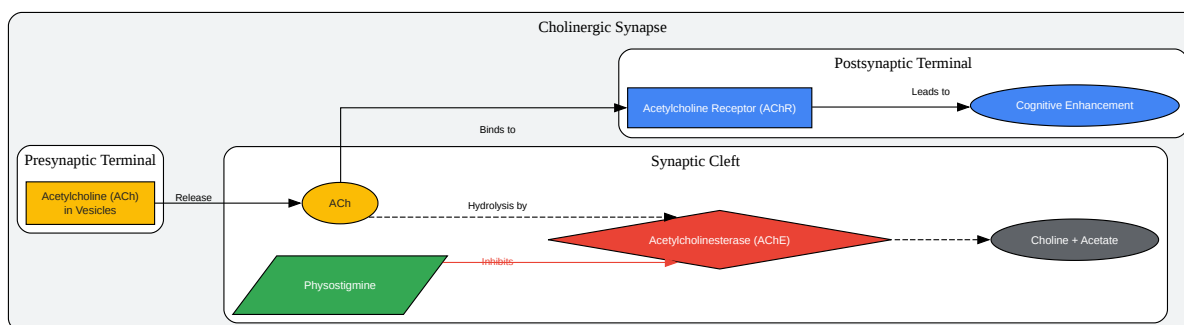 Cholinergic Synapse
Postsynaptic Terminal
Acetylcholine Receptor (AChR)
Leads to
Cognitive Enhancement
Binds to
Presynaptic Terminal
Acetylcholine (ACh)
in Vesicles
Release
Synaptic Cleft
ACh
Hydrolysis by
Acetylcholinesterase (AChE)
Choline + Acetate
Inhibits
Physostigmine